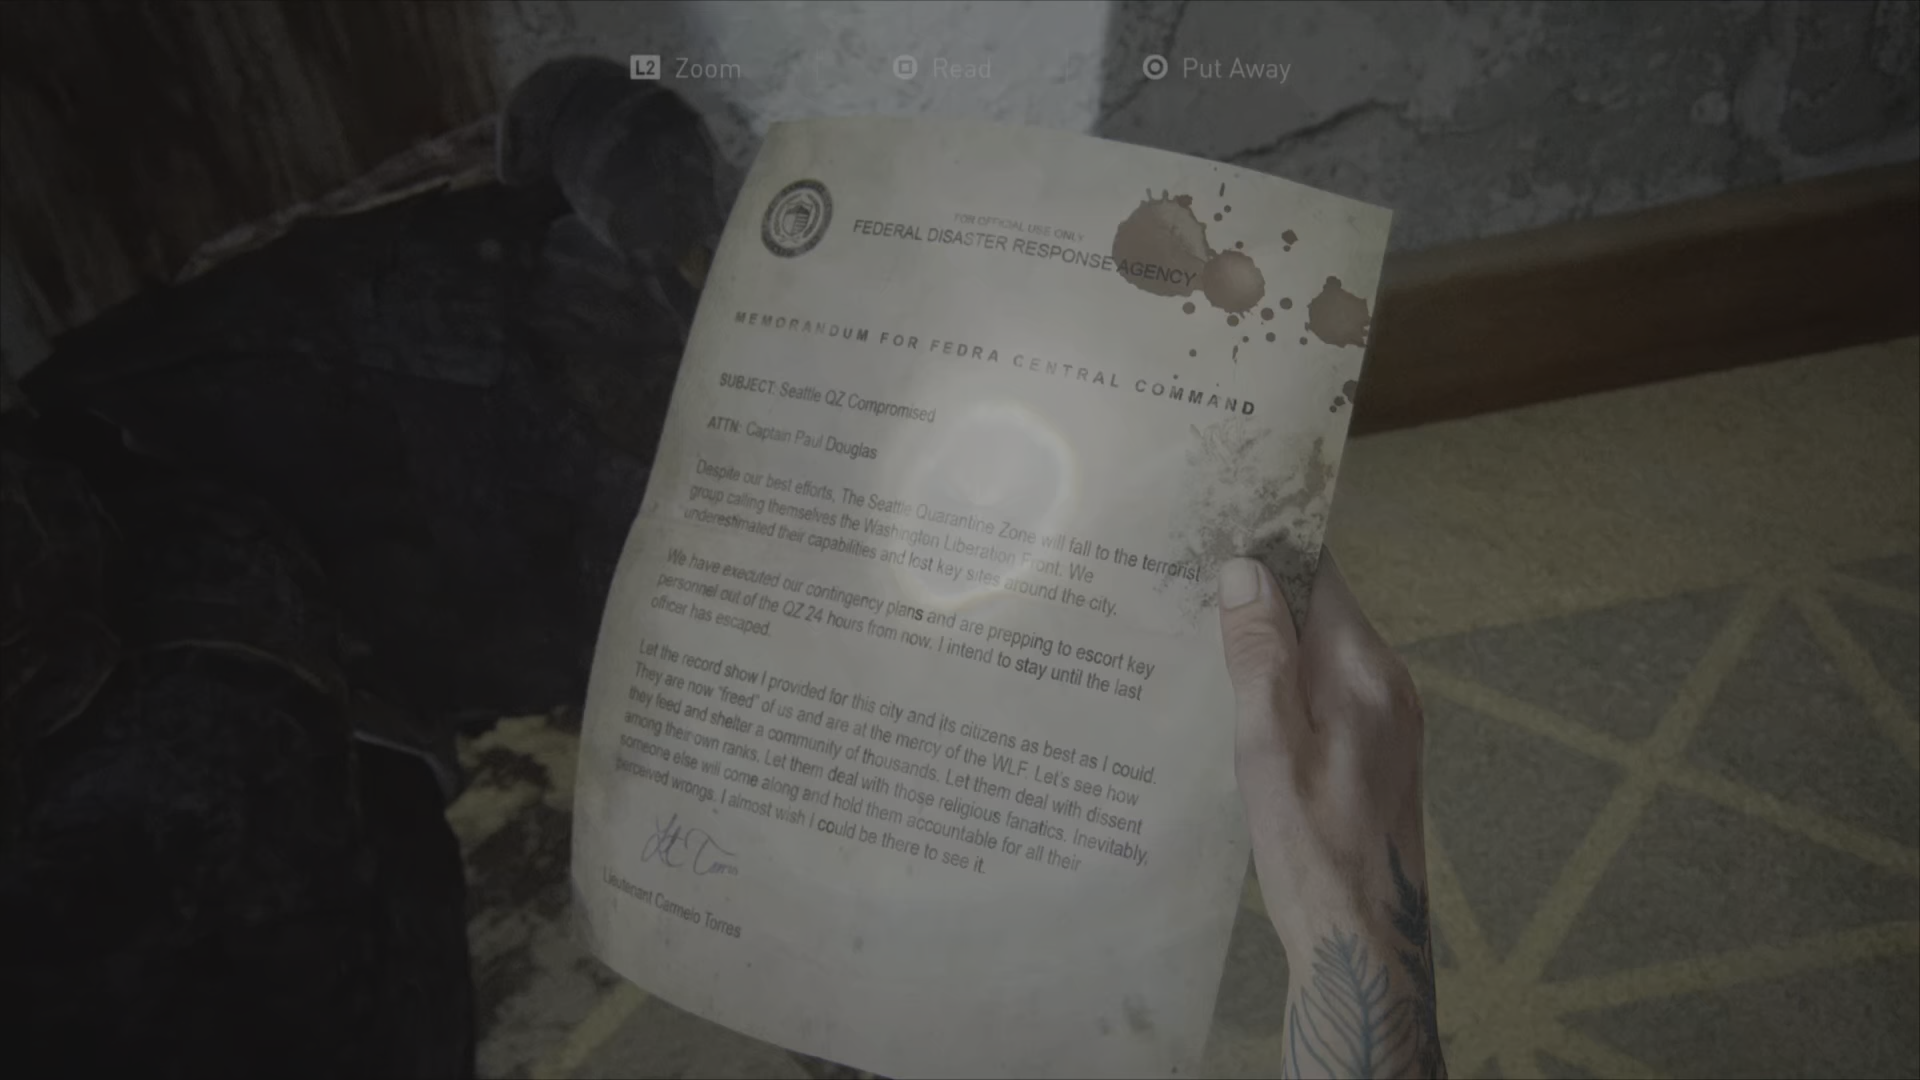 L2 Zoom Read Put Away
FOR OFFICIAL USE ONLY
FEDERAL DISASTER RESPONSE AGENCY
MEMORANDUM FOR FEDRA CENTRAL COMMAND
SUBJECT: Seattle QZ Compromised
ATTN: Captain Paul Douglas
Despite our best efforts, The Seattle Quarantine Zone will fall to the terrorist
group calling themselves the Washington Liberation Front. We
underestimated their capabilities and lost key sites around the city.
We have executed our contingency plans and are prepping to escort key
personnel out of the QZ 24 hours from now. I intend to stay until the last
officer has escaped.
Let the record show I provided for this city and its citizens as best as I could.
They are now "freed" of us and are at the mercy of the WLF. Let's see how
they feed and shelter a community of thousands. Let them deal with dissent
among their own ranks. Let them deal with those religious fanatics. Inevitably,
someone else will come along and hold them accountable for all their
perceived wrongs. I almost wish I could be there to see it.
Lt Torres
Lieutenant Carmelo Torres